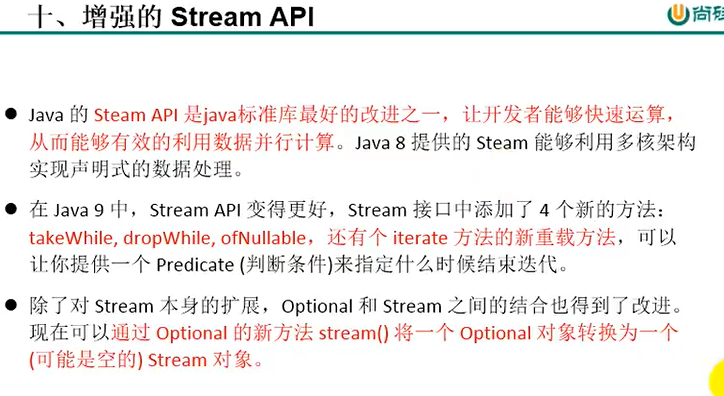 十、增强的 Stream API
尚硅
● Java 的 Steam API 是java标准库最好的改进之一，让开发者能够快速运算，
从而能够有效的利用数据并行计算。Java 8 提供的 Steam 能够利用多核架构
实现声明式的数据处理。
● 在 Java 9 中，Stream API 变得更好，Stream 接口中添加了 4 个新的方法：
takeWhile, dropWhile, ofNullable，还有个 iterate 方法的新重载方法，可以
让你提供一个 Predicate (判断条件)来指定什么时候结束迭代。
● 除了对 Stream 本身的扩展，Optional 和 Stream 之间的结合也得到了改进。
现在可以通过 Optional 的新方法 stream() 将一个 Optional 对象转换为一个
(可能是空的) Stream 对象。